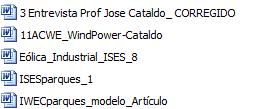 3 Entrevista Prof Jose Cataldo_ CORREGIDO
11ACWE_WindPower-Cataldo
Eólica_Industrial_ISES_8
ISESparques_1
IWECparques_modelo_Artículo